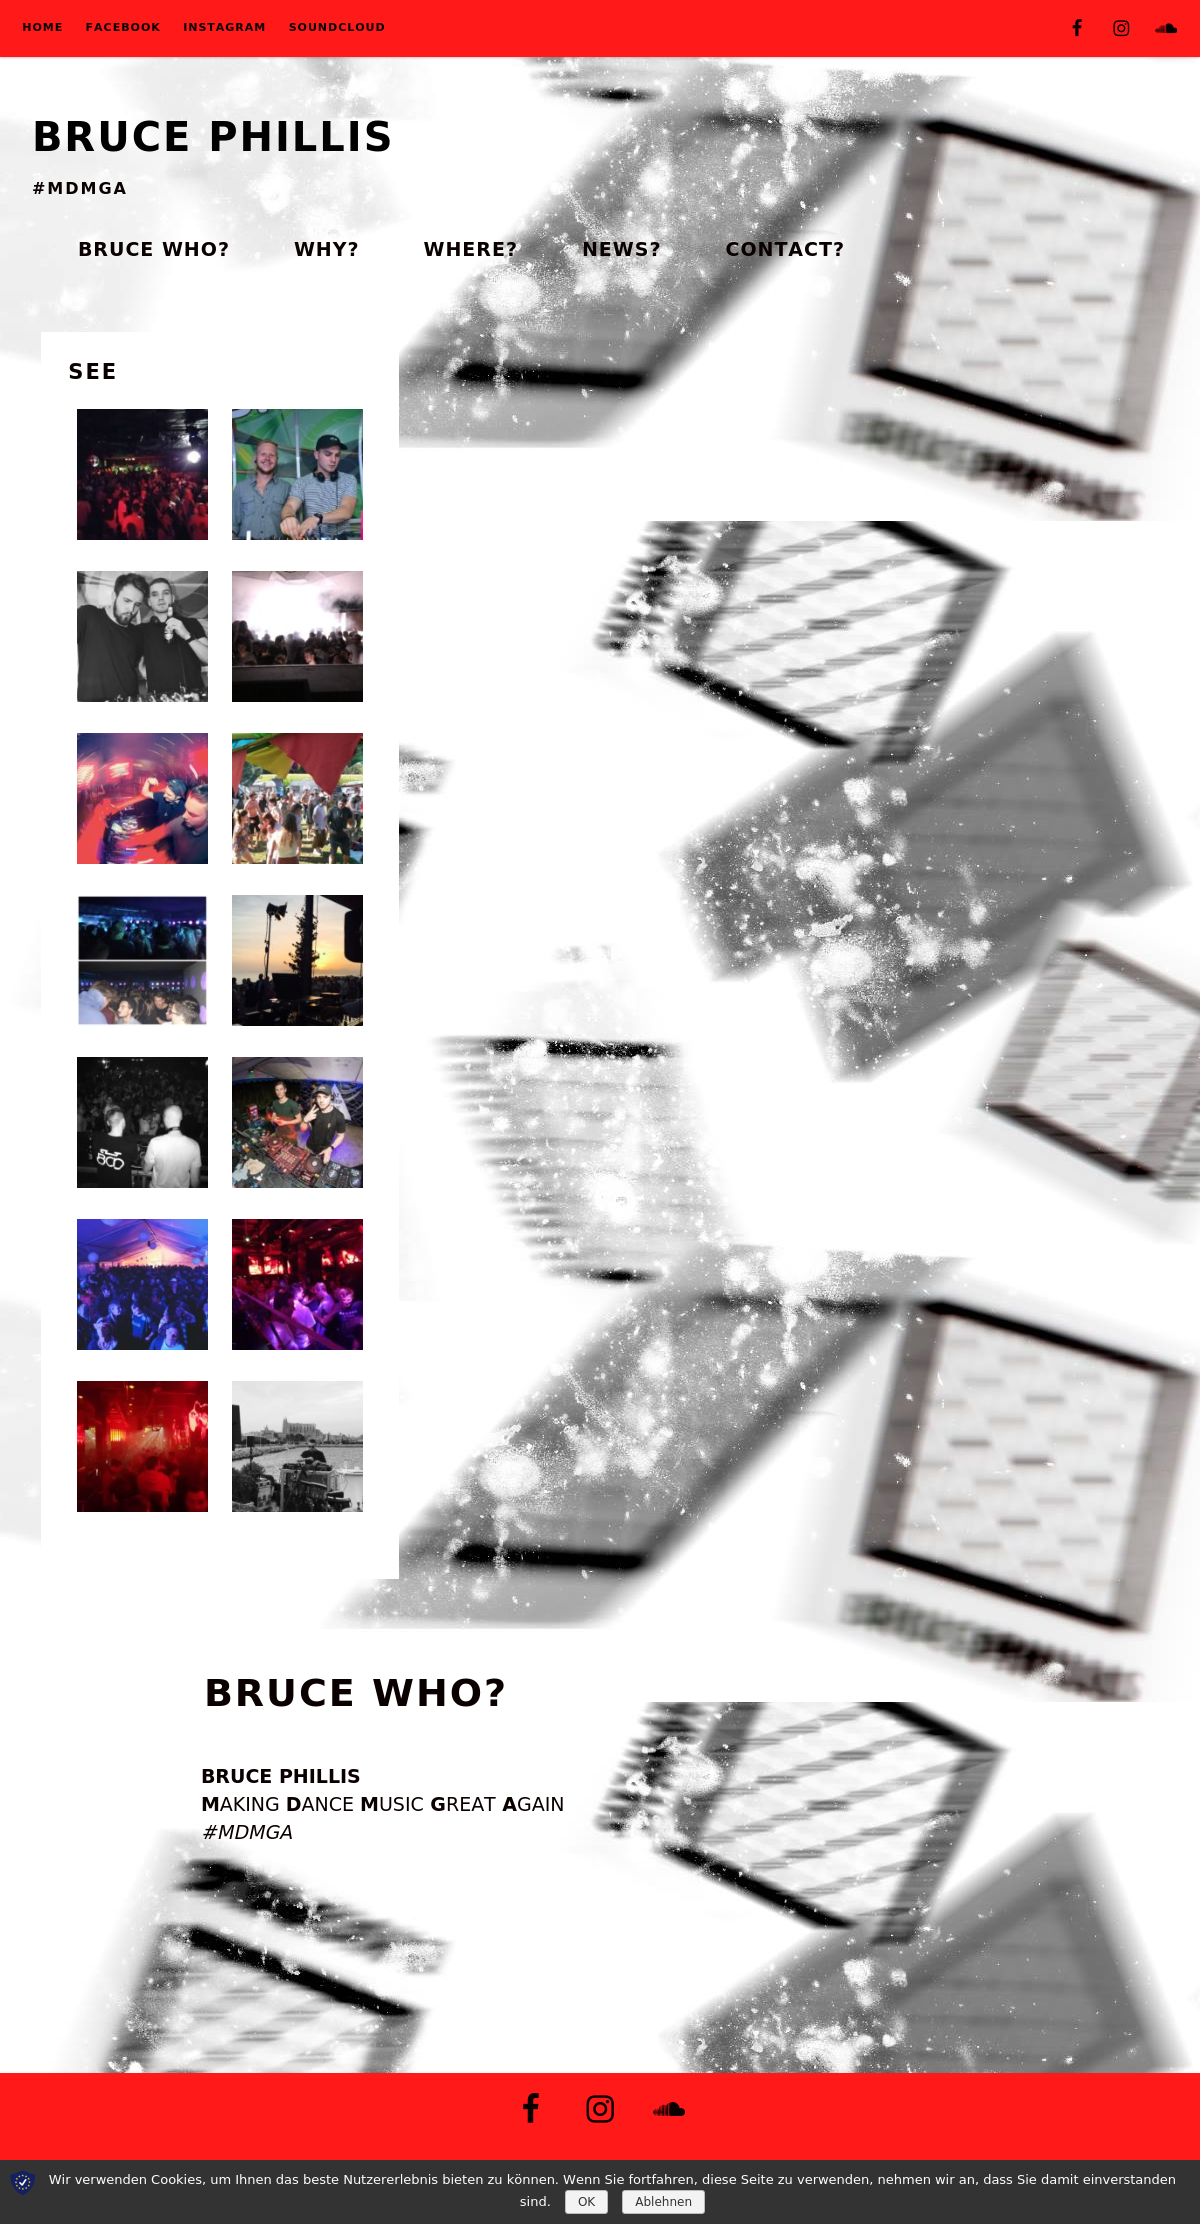 HOME FACEBOOK INSTAGRAM SOUNDCLOUD
BRUCE PHILLIS
#MDMGA
BRUCE WHO? WHY? WHERE? NEWS? CONTACT?
SEE
BRUCE WHO?
BRUCE PHILLIS
MAKING DANCE MUSIC GREAT AGAIN
#MDMGA
Wir verwenden Cookies, um Ihnen das beste Nutzererlebnis bieten zu können. Wenn Sie fortfahren, diese Seite zu verwenden, nehmen wir an, dass Sie damit einverstanden
sind. OK Ablehnen